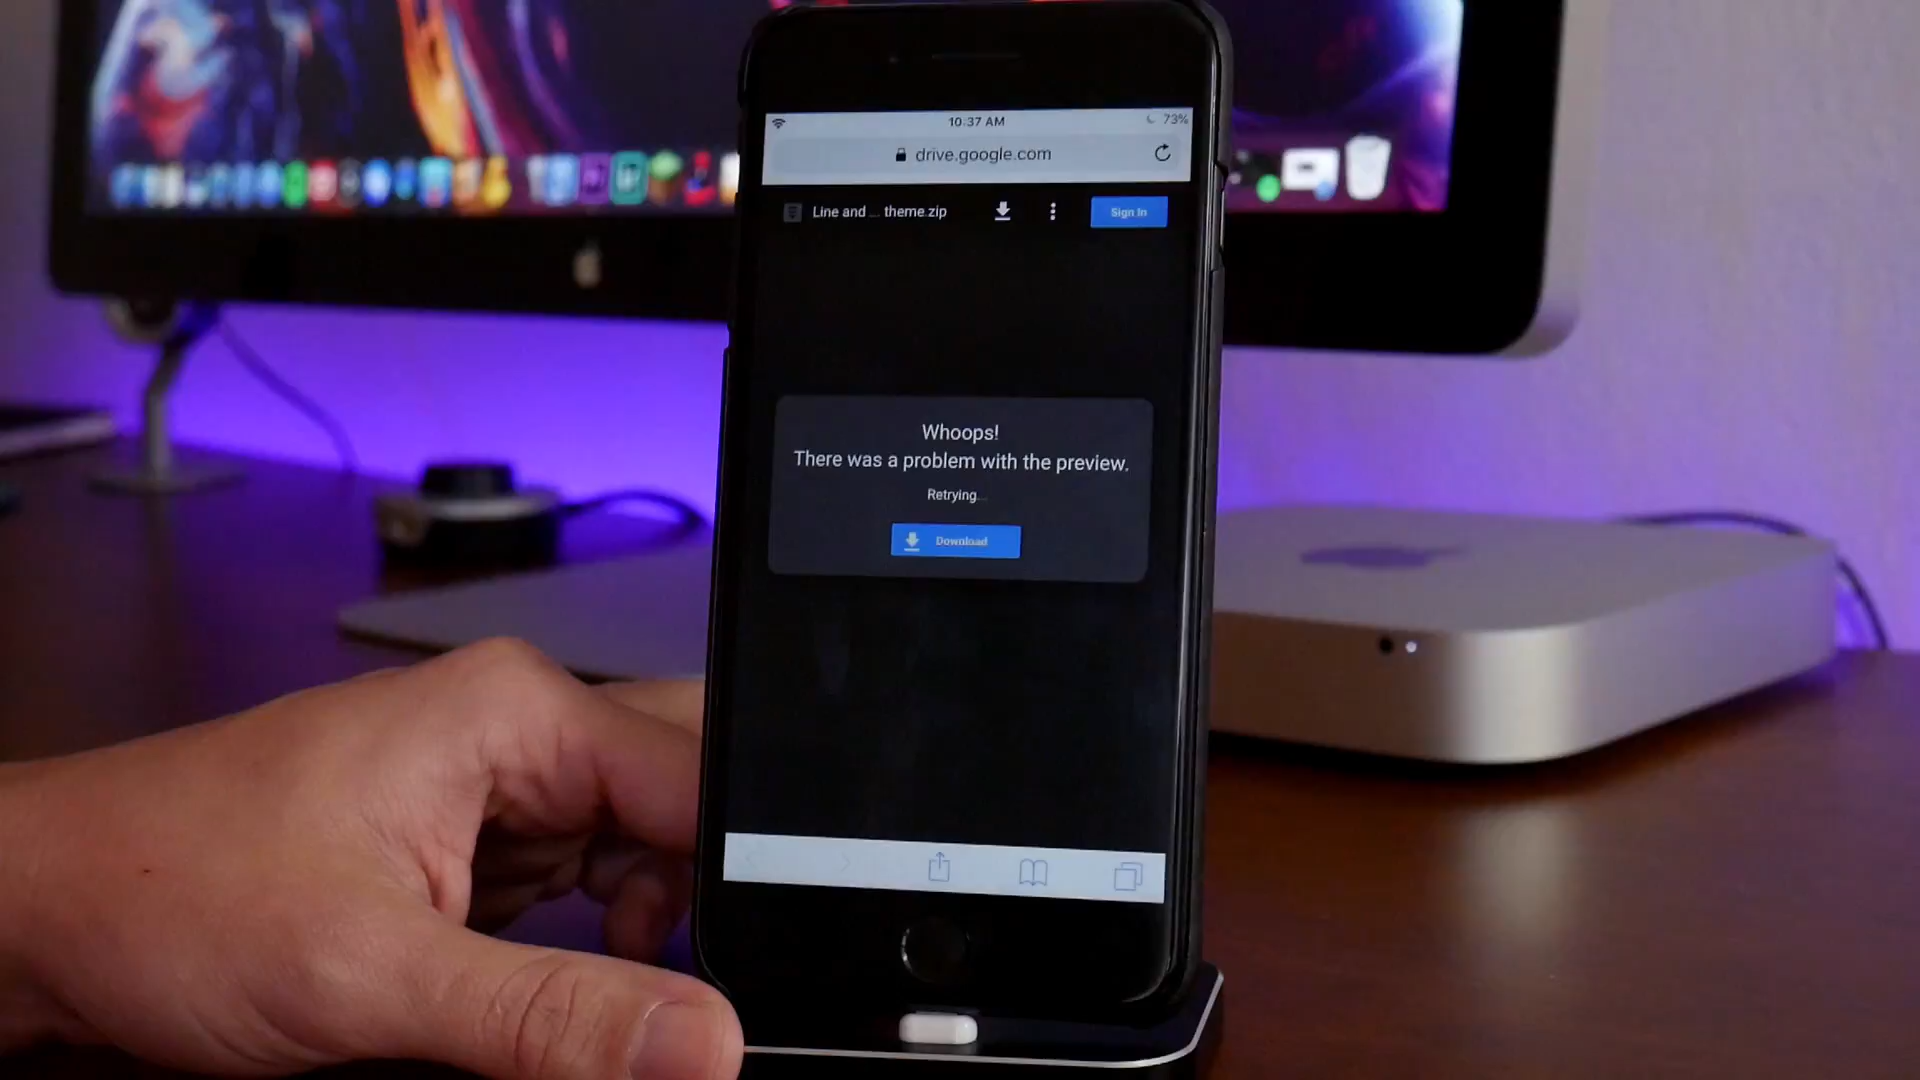 10:37 AM
73%
drive.google.com
Line and ... theme.zip
Sign In
Whoops!
There was a problem with the preview.
Retrying...
Download